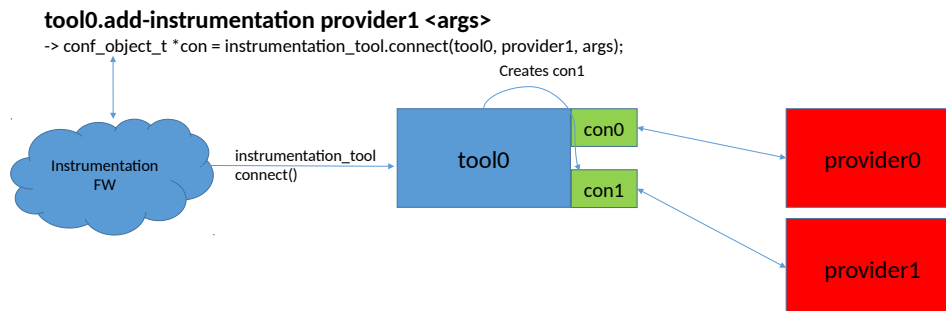 tool0.add-instrumentation provider1 <args>
-> conf_object_t *con = instrumentation_tool.connect(tool0, provider1, args);
Creates con1
con0
Instrumentation
FW
instrumentation_tool
connect()
tool0
provider0
con1
provider1